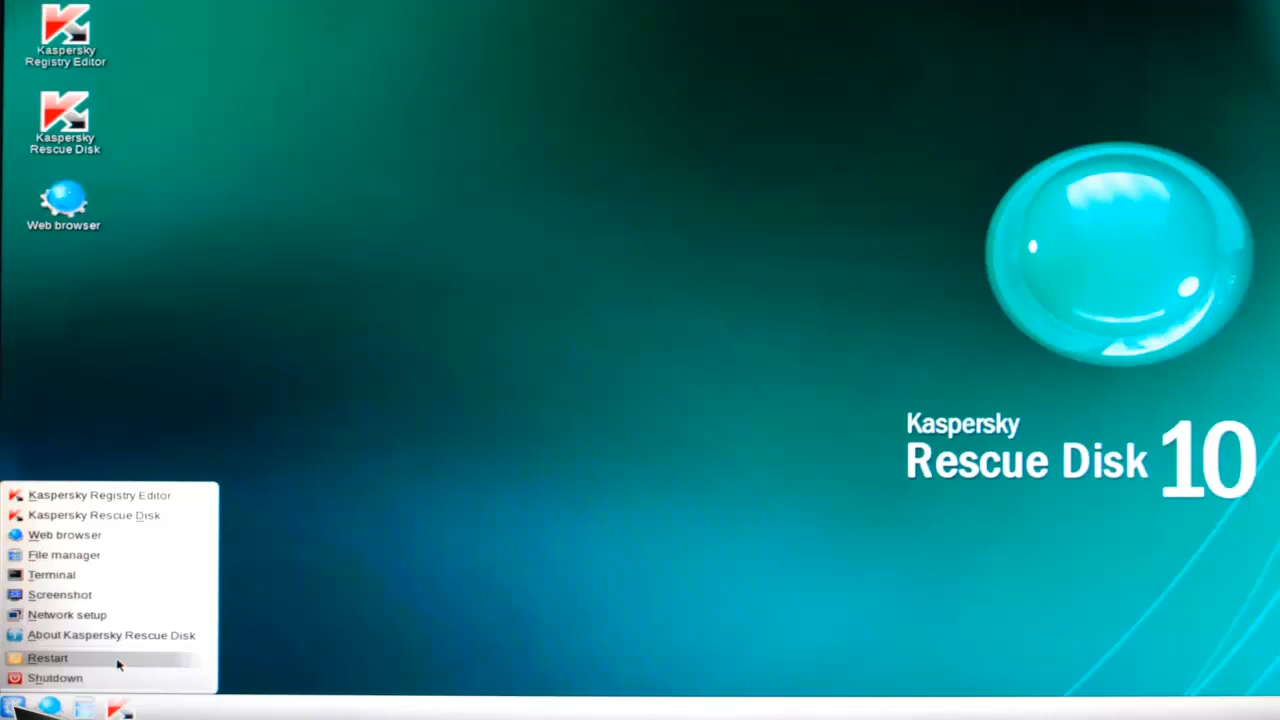 Kaspersky
Registry Editor
Kaspersky
Rescue Disk
Web browser
Kaspersky
Rescue Disk 10
Kaspersky Registry Editor
Kaspersky Rescue Disk
Web browser
File manager
Terminal
Screenshot
Network setup
About Kaspersky Rescue Disk
Restart
Shutdown